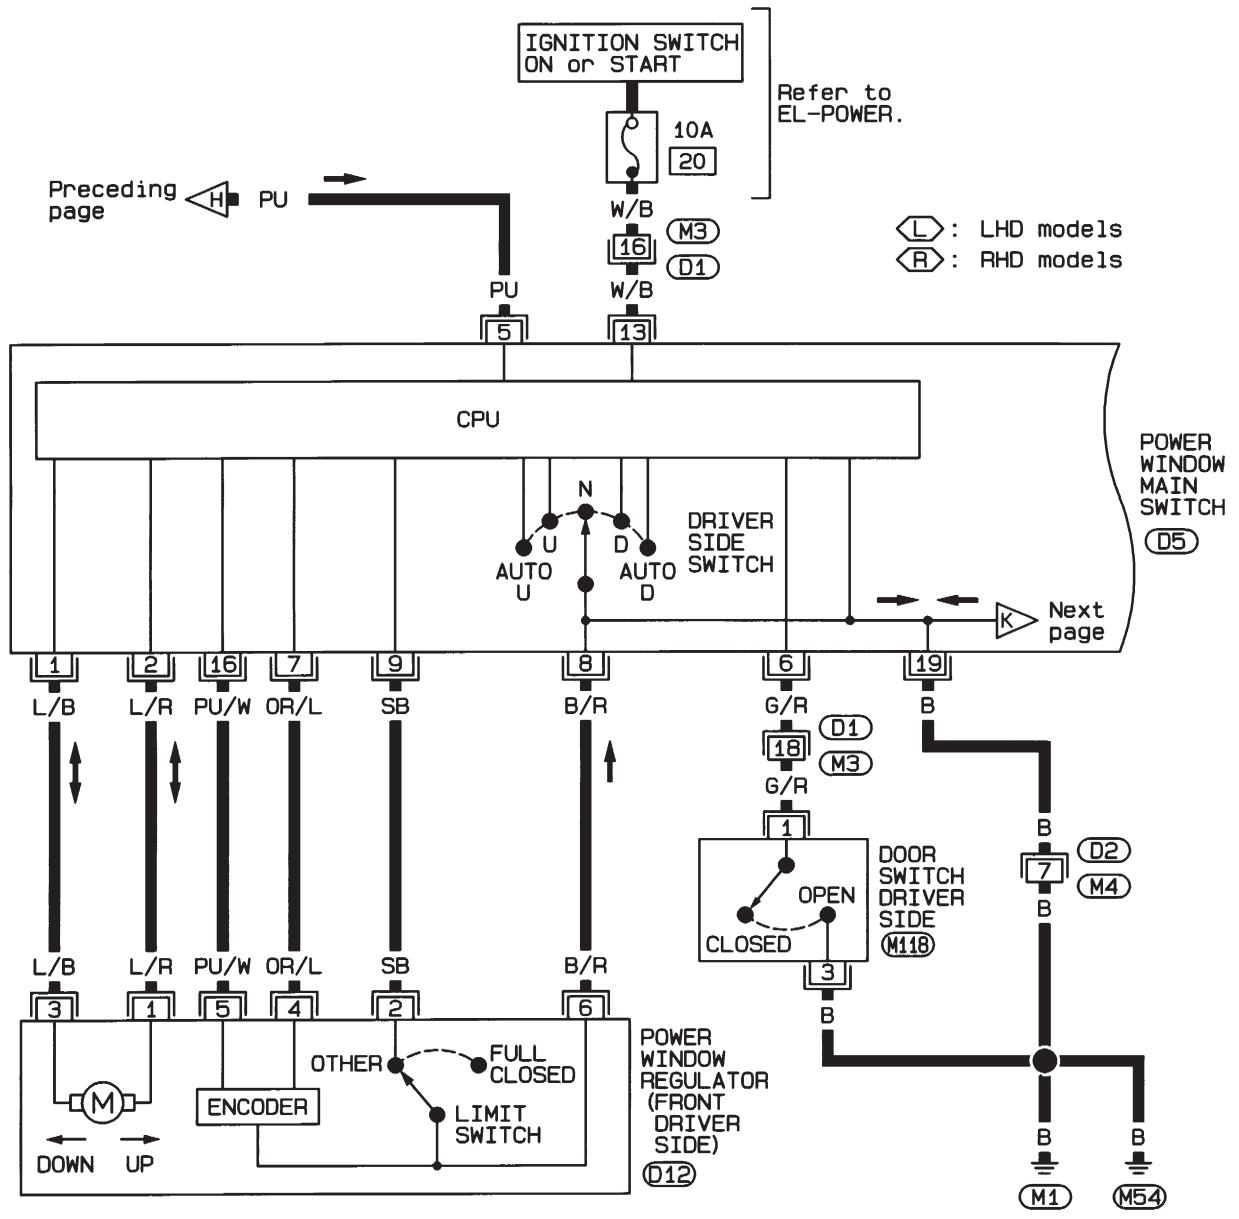 IGNITION SWITCH
ON or START
Refer to
EL-POWER.
10A
20
Preceding
page
H
PU
W/B
16
M3
D1
L : LHD models
R : RHD models
PU
W/B
5
13
CPU
POWER
WINDOW
MAIN
SWITCH
D5
N
U
D
AUTO
U
AUTO
D
DRIVER
SIDE
SWITCH
K
Next
page
1
2
16
7
9
8
6
19
L/B
L/R
PU/W
OR/L
SB
B/R
G/R
B
18
D1
M3
G/R
1
B
7
D2
M4
B
DOOR
SWITCH
DRIVER
SIDE
M118
OPEN
CLOSED
3
B
L/B
L/R
PU/W
OR/L
SB
B/R
3
1
5
4
2
6
OTHER
FULL
CLOSED
LIMIT
SWITCH
M
ENCODER
DOWN
UP
POWER
WINDOW
REGULATOR
(FRONT
DRIVER
SIDE)
D12
B
B
M1
M54